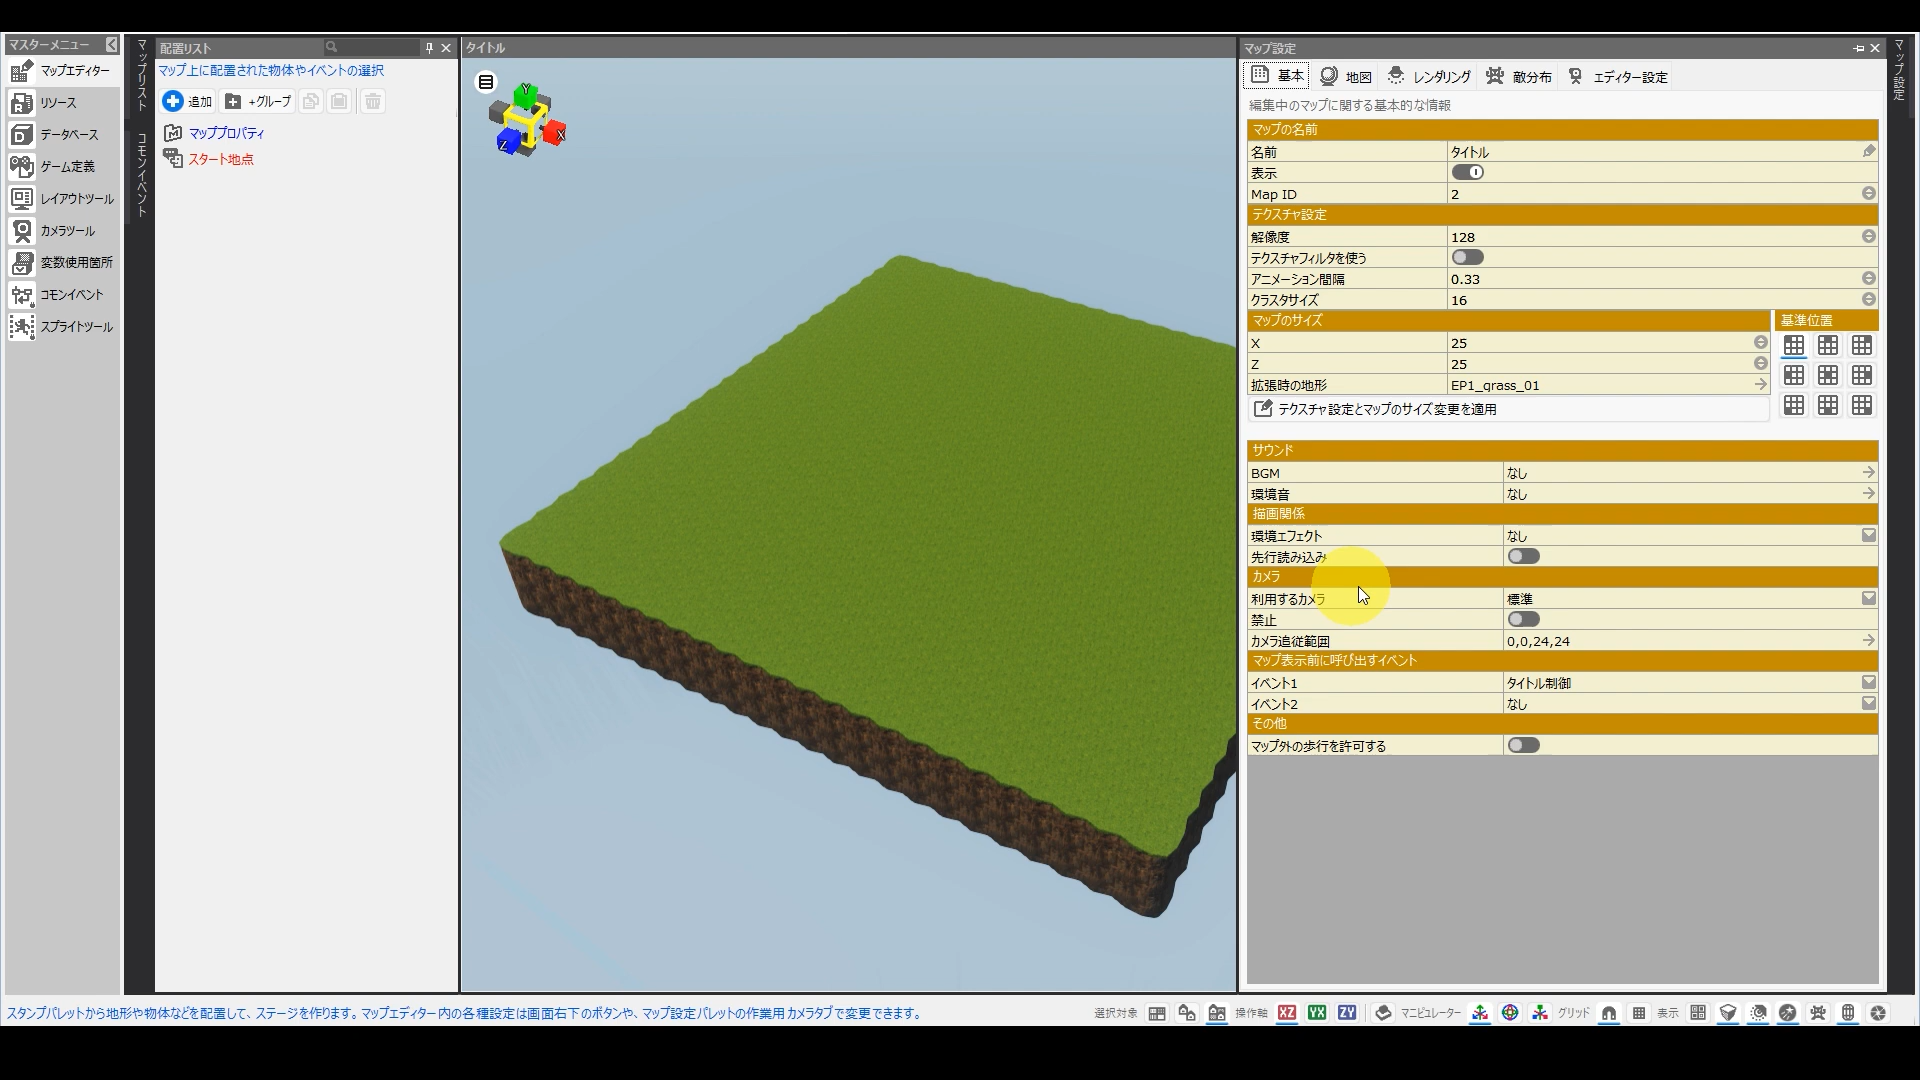 マスターメニュー
マップエディター
リソース
データベース
ゲーム定義
レイアウトツール
カメラツール
変数使用箇所
コモンイベント
スプライトツール
マップリスト
コモンイベント
配置リスト
マップ上に配置された物体やイベントの選択
追加
+グループ
マッププロパティ
スタート地点
タイトル
Y
X
Z
マップ設定
基本
地図
レンダリング
敵分布
エディター設定
編集中のマップに関する基本的な情報
マップの名前
名前 タイトル
表示
Map ID 2
テクスチャ設定
解像度 128
テクスチャフィルタを使う
アニメーション間隔 0.33
クラスタサイズ 16
マップのサイズ 基準位置
X 25
Z 25
拡張時の地形 EP1_grass_01
テクスチャ設定とマップのサイズ変更を適用
サウンド
BGM なし
環境音 なし
描画関係
環境エフェクト なし
先行読み込み
カメラ
利用するカメラ 標準
禁止
カメラ追従範囲 0,0,24,24
マップ表示前に呼び出すイベント
イベント1 タイトル制御
イベント2 なし
その他
マップ外の歩行を許可する
マップ設定
スタンプパレットから地形や物体などを配置して、ステージを作ります。マップエディター内の各種設定は画面右下のボタンや、マップ設定パレットの作業用カメラタブで変更できます。
選択対象 操作軸 XZ YX ZY マニピュレーター グリッド 表示